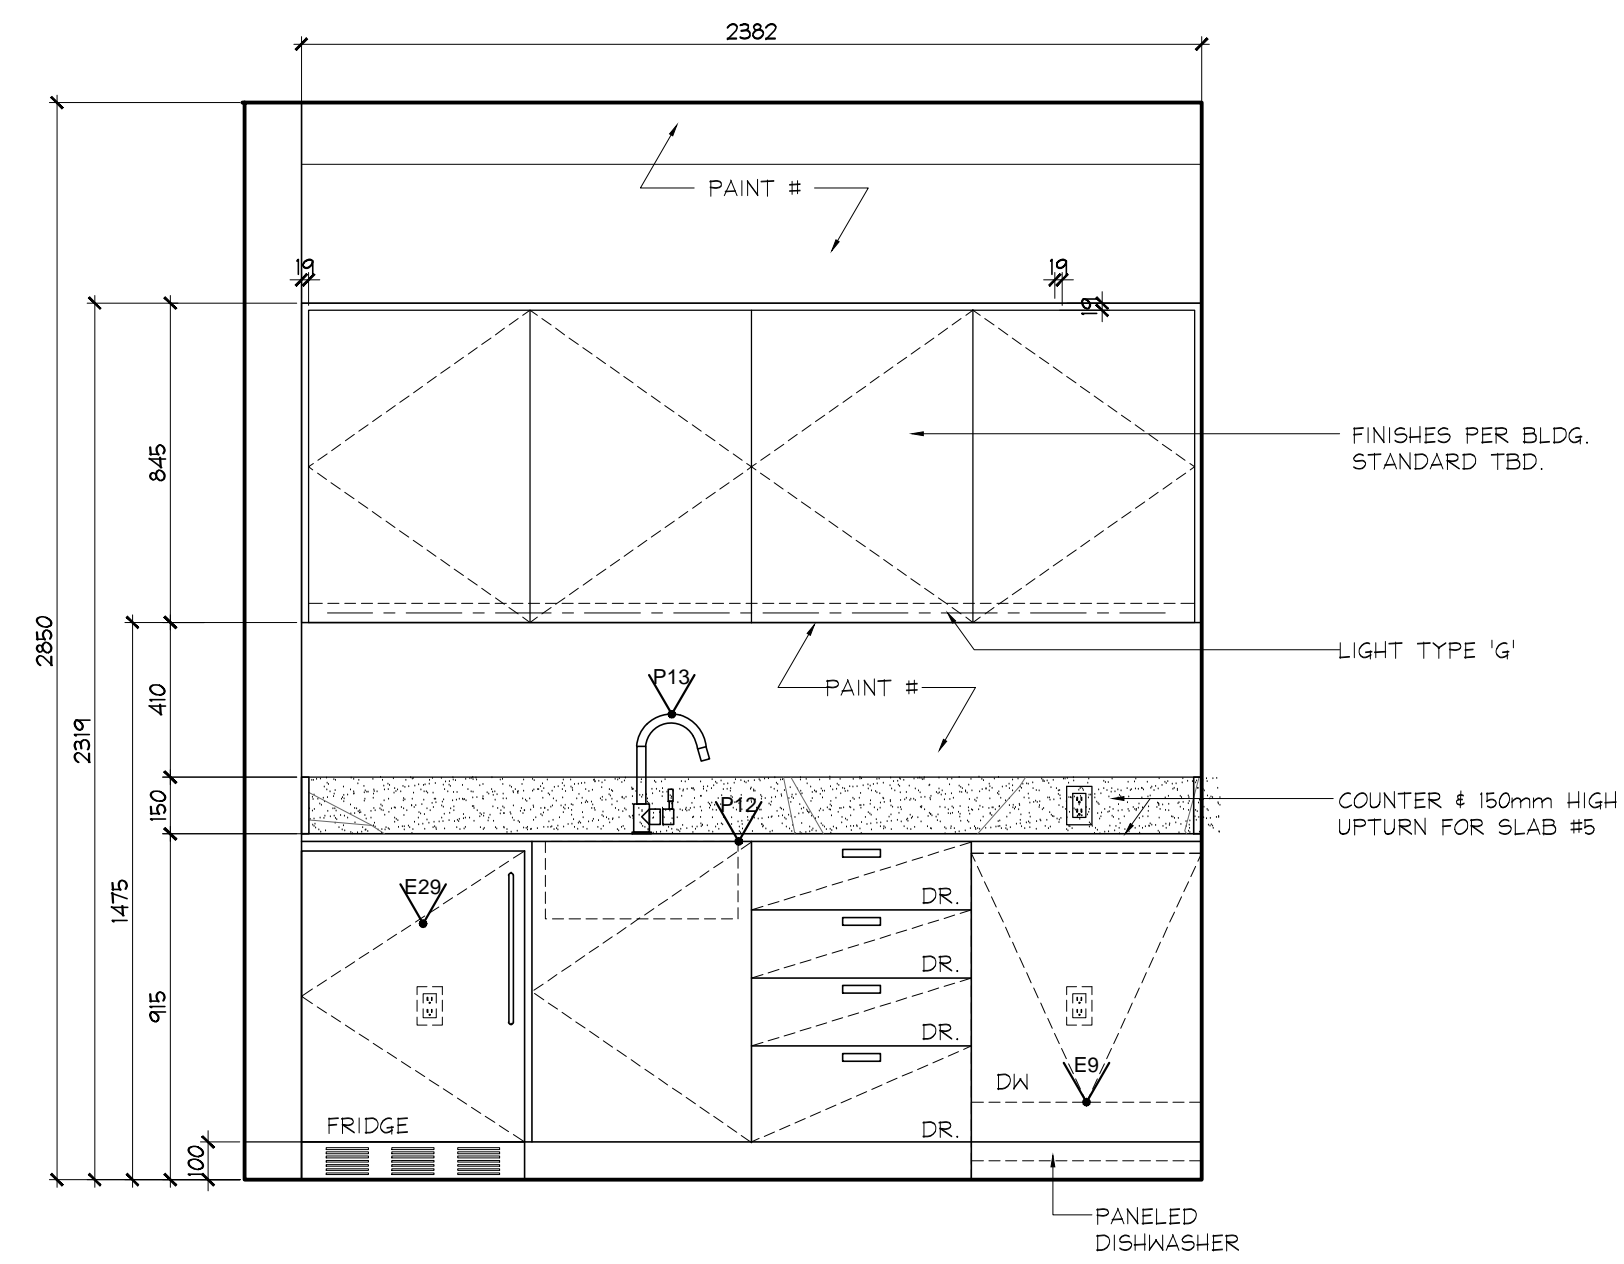 2382
PAINT #
19
19
19
845
FINISHES PER BLDG.
STANDARD TBD.
2850
LIGHT TYPE 'G'
P13
PAINT #
410
2319
P12
150
COUNTER & 150mm HIGH
UPTURN FOR SLAB #5
1475
E29
DR.
DR.
915
DR.
E9
DW
FRIDGE
DR.
100
PANELED
DISHWASHER